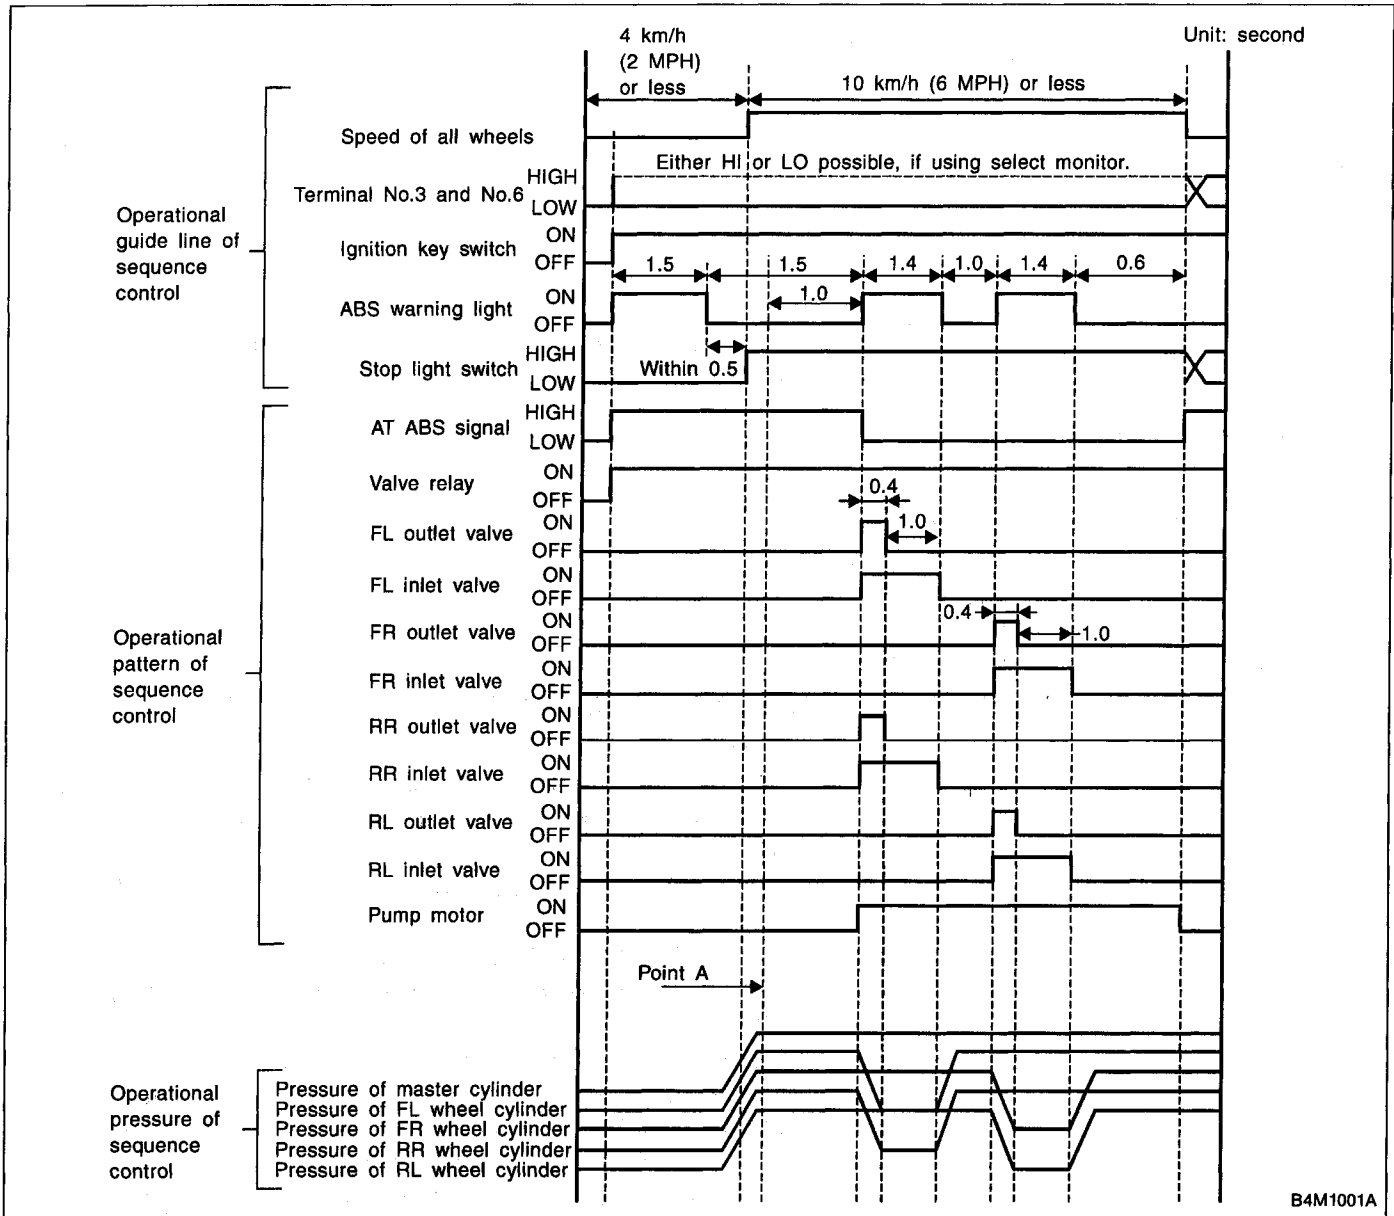 4 km/h
(2 MPH)
or less
Unit: second
10 km/h (6 MPH) or less
Speed of all wheels
Either HI or LO possible, if using select monitor.
Terminal No.3 and No.6
HIGH
LOW
Operational
guide line of
sequence
control
Ignition key switch
ON
OFF
1.5
1.5
1.4
1.0
1.4
0.6
ABS warning light
ON
OFF
1.0
Stop light switch
HIGH
LOW
Within 0.5
AT ABS signal
HIGH
LOW
Valve relay
ON
OFF
0.4
FL outlet valve
ON
OFF
1.0
FL inlet valve
ON
OFF
0.4
FR outlet valve
ON
OFF
1.0
Operational
pattern of
sequence
control
FR inlet valve
ON
OFF
RR outlet valve
ON
OFF
RR inlet valve
ON
OFF
RL outlet valve
ON
OFF
RL inlet valve
ON
OFF
Pump motor
ON
OFF
Point A
Operational
pressure of
sequence
control
Pressure of master cylinder
Pressure of FL wheel cylinder
Pressure of FR wheel cylinder
Pressure of RR wheel cylinder
Pressure of RL wheel cylinder
B4M1001A